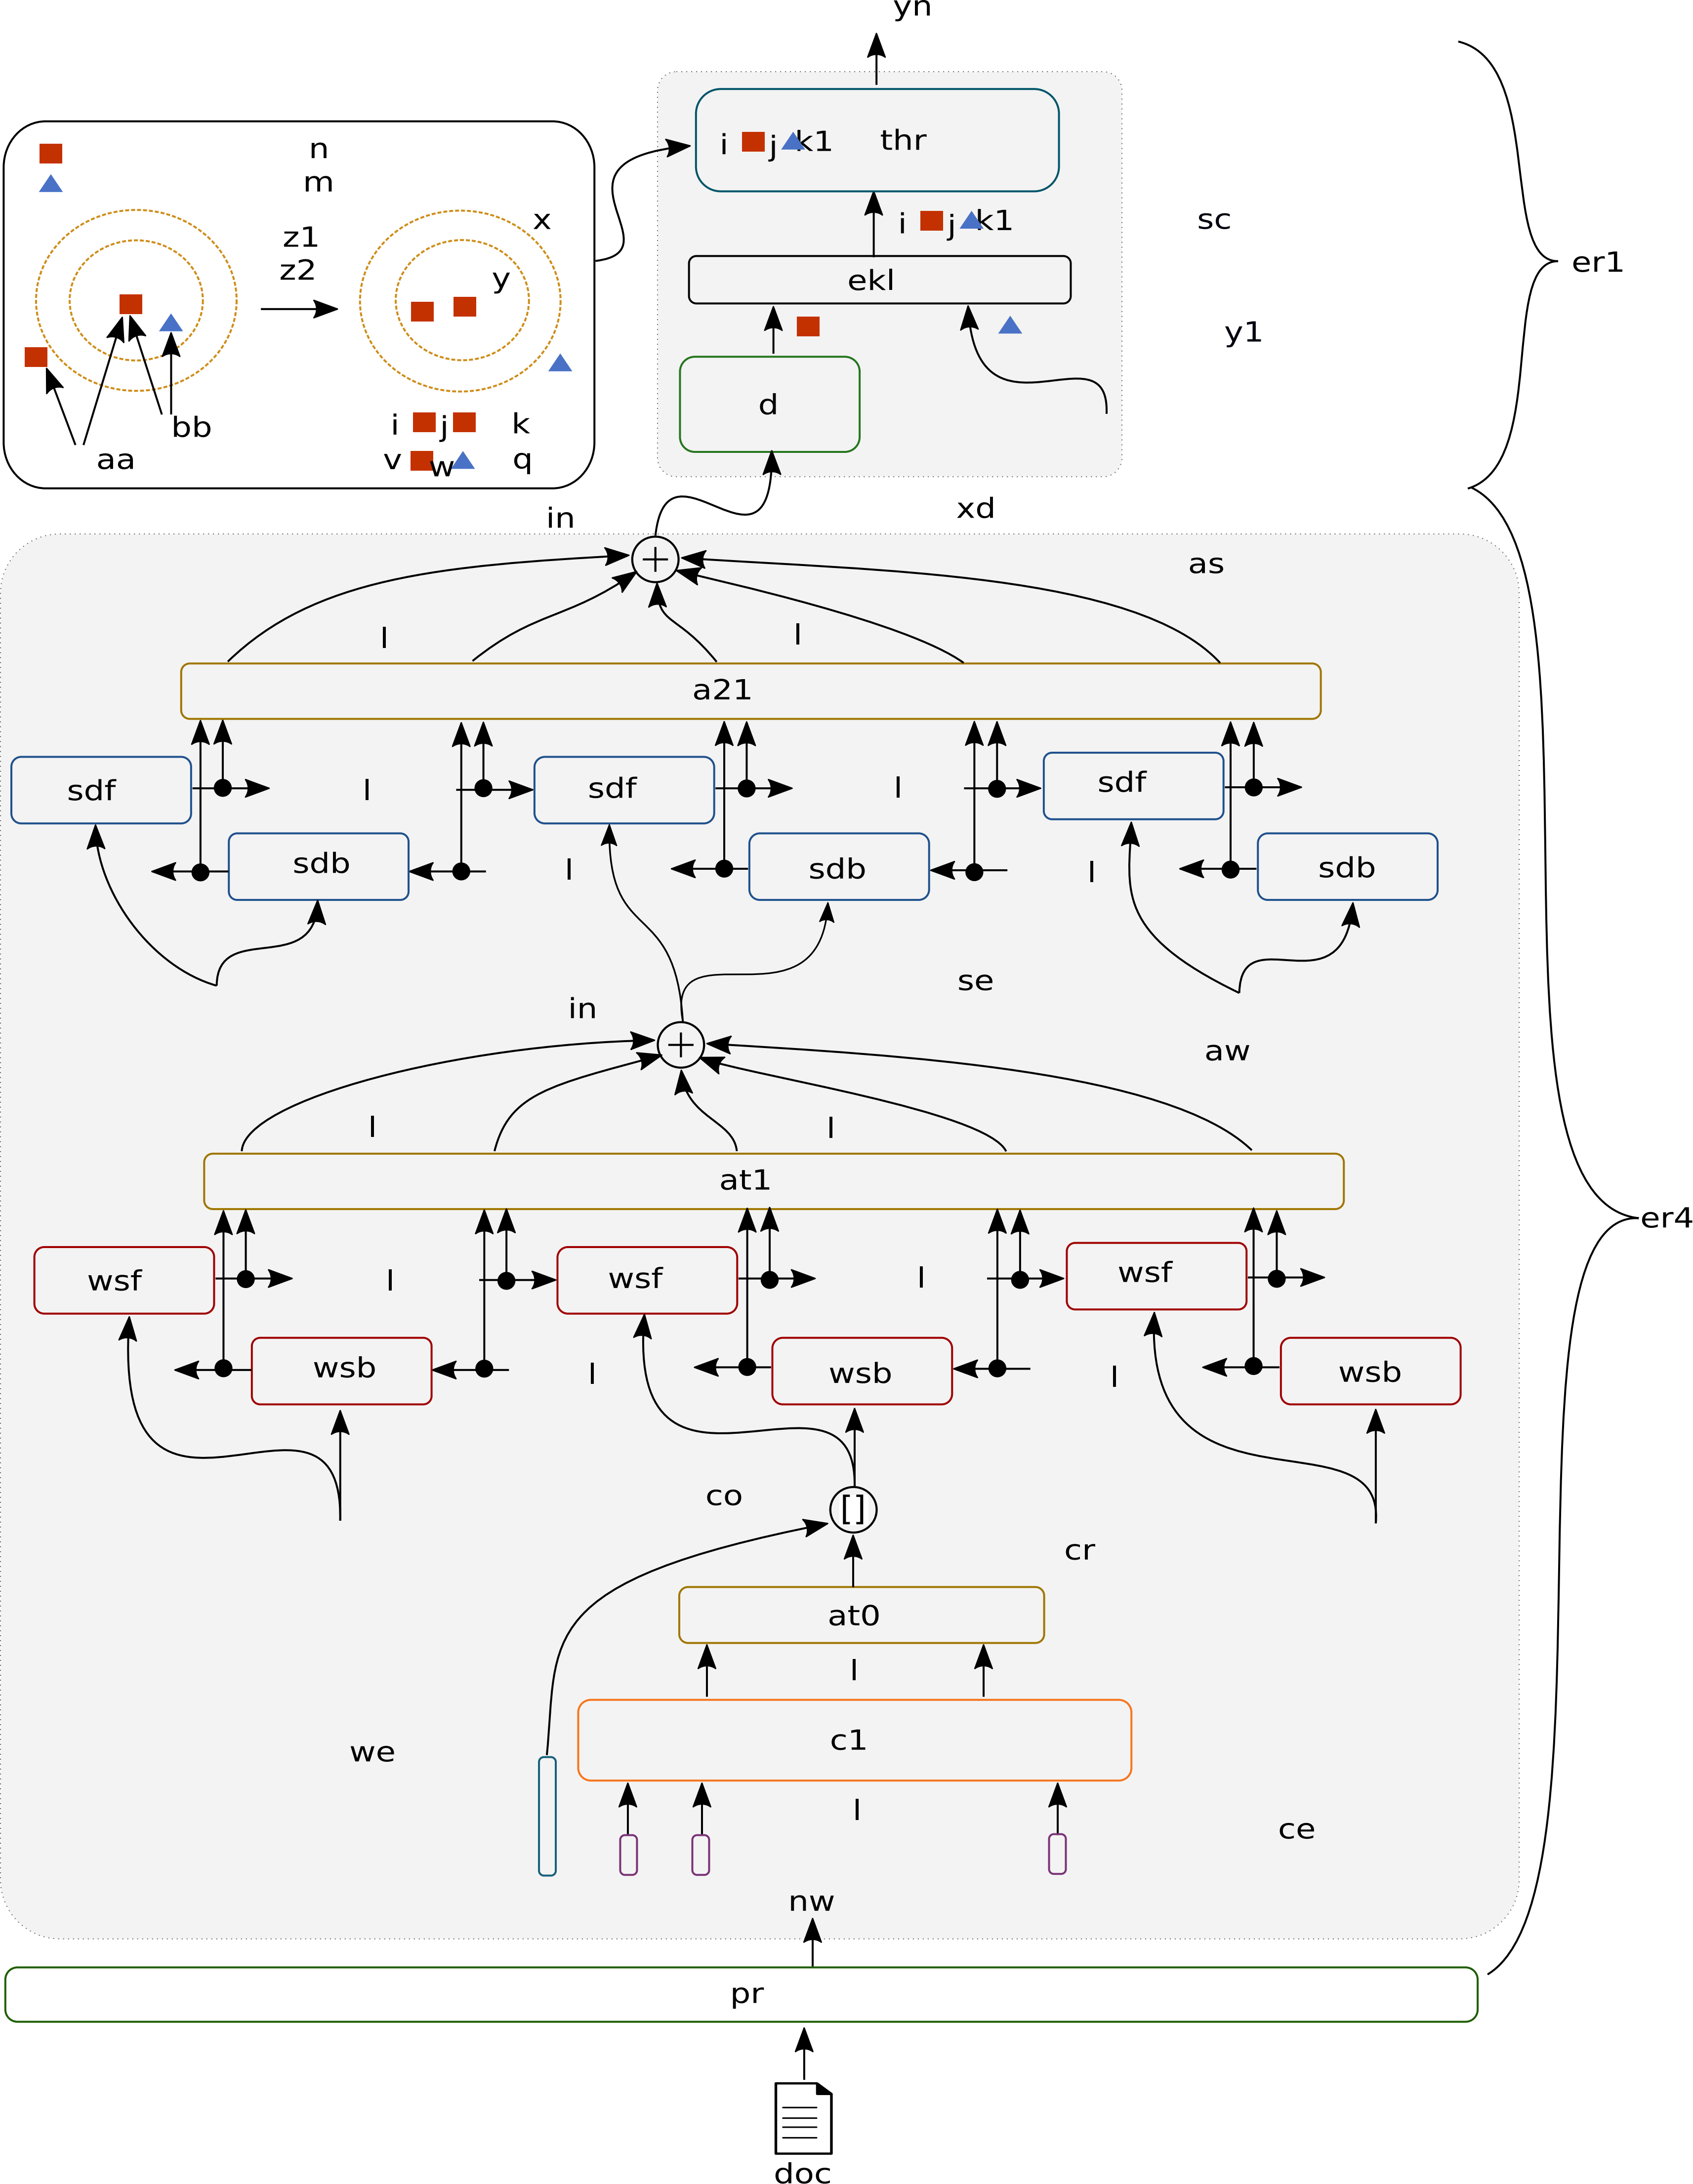 yn
n
i j k1 thr
m
x
z1
i j k1
sc
z2
y
ekl
er1
y1
d
i j k
bb
aa
v w q
in
xd
as
l l
a21
sdf l sdf l sdf
sdb l sdb l sdb
se
in
aw
l l
at1
wsf l wsf l wsf
er4
wsb l wsb l wsb
co
[]
cr
at0
l
c1
we
l
ce
nw
pr
doc